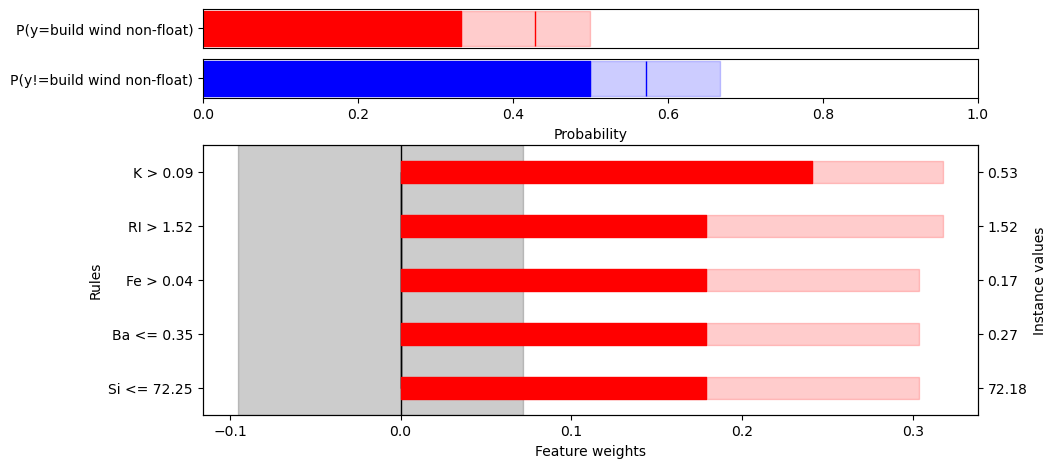 P(y=build wind non-float)
P(y!=build wind non-float)
0.0 0.2 0.4 0.6 0.8 1.0
Probability
K > 0.09 0.53
RI > 1.52 1.52
Fe > 0.04 0.17
Ba <= 0.35 0.27
Si <= 72.25 72.18
Rules
Instance values
−0.1 0.0 0.1 0.2 0.3
Feature weights